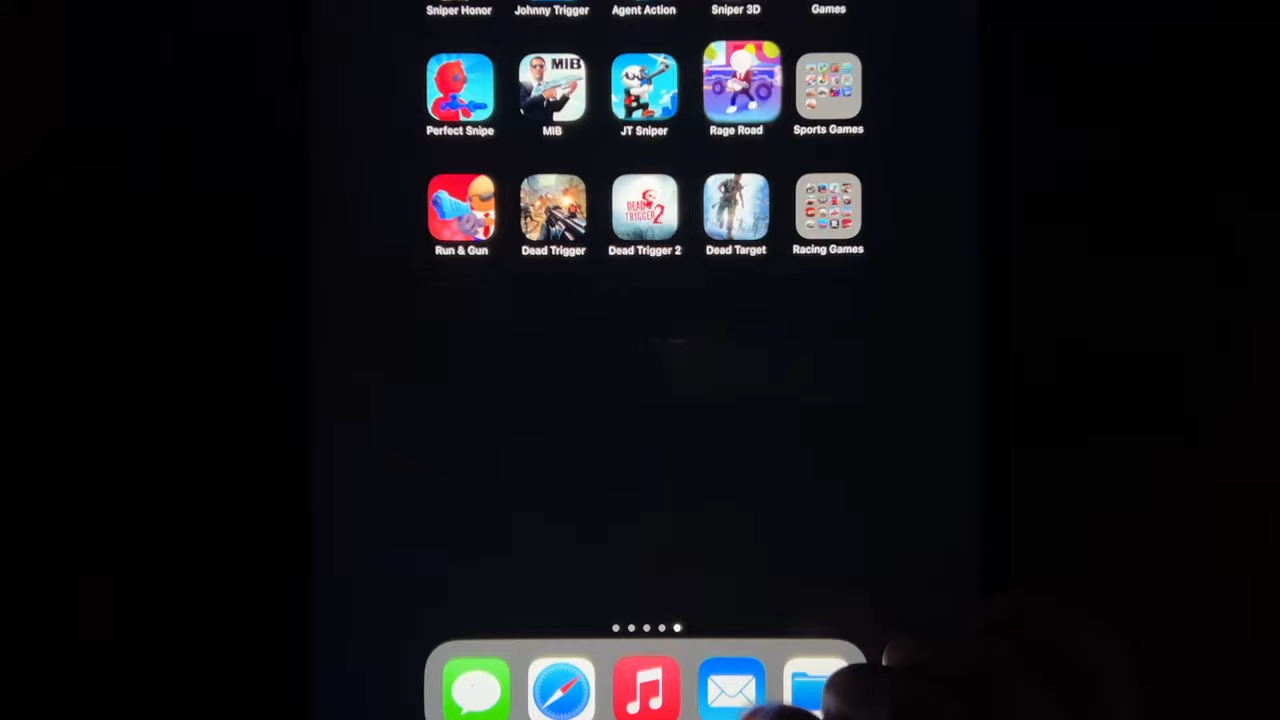 Sniper Honor Johnny Trigger Agent Action Sniper 3D Games
MIB
Perfect Snipe MIB JT Sniper Rage Road Sports Games
DEAD
TRIGGER 2
Run & Gun Dead Trigger Dead Trigger 2 Dead Target Racing Games